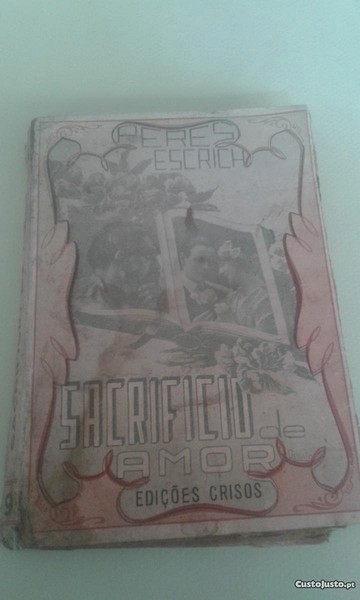 PERES
ESCRICH
SACRIFICIO de
AMOR
EDIÇÕES CRISOS
CustoJusto.pt